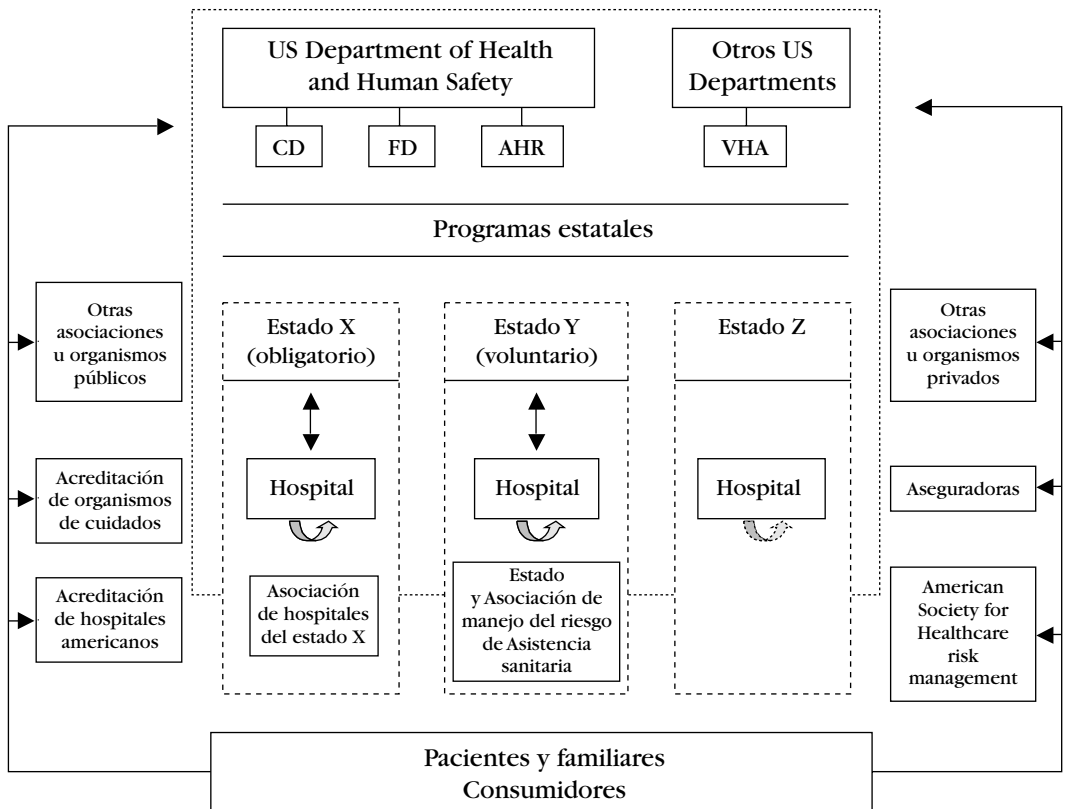 US Department of Health
and Human Safety
Otros US
Departments
CD
FD
AHR
VHA
Programas estatales
Otras
asociaciones
u organismos
públicos
Estado X
(obligatorio)
Estado Y
(voluntario)
Estado Z
Otras
asociaciones
u organismos
privados
Acreditación
de organismos
de cuidados
Hospital
Hospital
Hospital
Aseguradoras
Acreditación
de hospitales
americanos
Asociación
de hospitales
del estado X
Estado
y Asociación de
manejo del riesgo
de Asistencia
sanitaria
American
Society for
Healthcare
risk
management
Pacientes y familiares
Consumidores